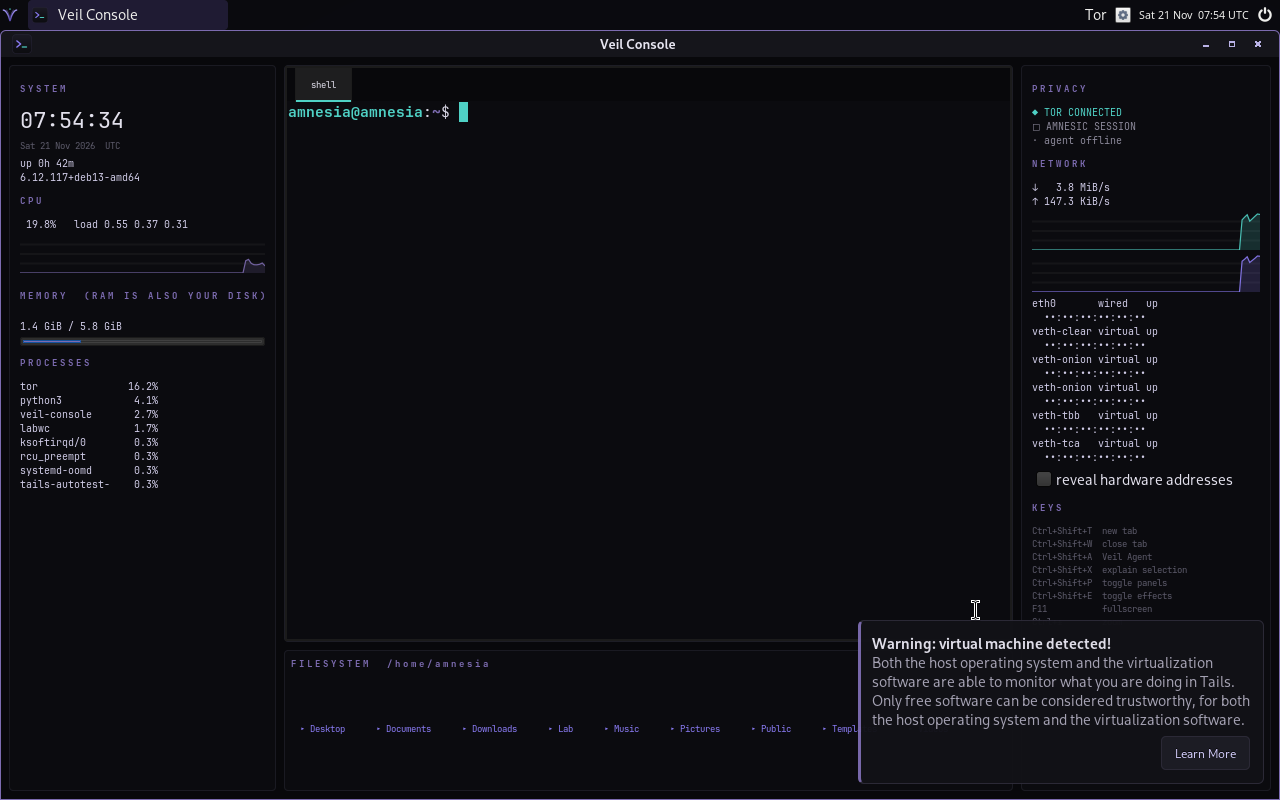 Veil Console
Tor
Sat 21 Nov 07:54 UTC
Veil Console
SYSTEM
07:54:34
Sat 21 Nov 2026 UTC
up 0h 42m
6.12.117+deb13-amd64
CPU
19.8% load 0.55 0.37 0.31
MEMORY (RAM IS ALSO YOUR DISK)
1.4 GiB / 5.8 GiB
PROCESSES
tor 16.2%
python3 4.1%
veil-console 2.7%
labwc 1.7%
ksoftirqd/0 0.3%
rcu_preempt 0.3%
systemd-oomd 0.3%
tails-autotest- 0.3%
shell
amnesia@amnesia:~$
FILESYSTEM /home/amnesia
▸ Desktop ▸ Documents ▸ Downloads ▸ Lab ▸ Music ▸ Pictures ▸ Public ▸ Templ
PRIVACY
◆ TOR CONNECTED
□ AMNESIC SESSION
· agent offline
NETWORK
↓ 3.8 MiB/s
↑ 147.3 KiB/s
eth0 wired up
••:••:••:••:••:••
veth-clear virtual up
••:••:••:••:••:••
veth-onion virtual up
••:••:••:••:••:••
veth-onion virtual up
••:••:••:••:••:••
veth-tbb virtual up
••:••:••:••:••:••
veth-tca virtual up
••:••:••:••:••:••
reveal hardware addresses
KEYS
Ctrl+Shift+T new tab
Ctrl+Shift+W close tab
Ctrl+Shift+A Veil Agent
Ctrl+Shift+X explain selection
Ctrl+Shift+P toggle panels
Ctrl+Shift+E toggle effects
F11 fullscreen
Warning: virtual machine detected!
Both the host operating system and the virtualization
software are able to monitor what you are doing in Tails.
Only free software can be considered trustworthy, for both
the host operating system and the virtualization software.
Learn More